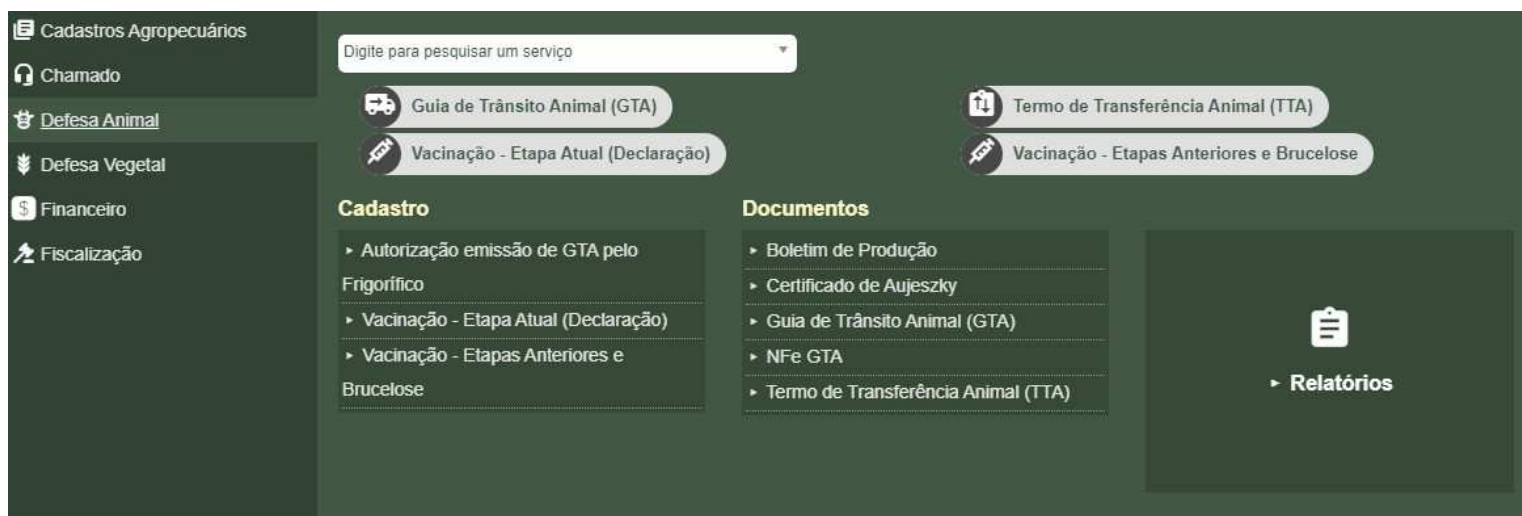 Cadastros Agropecuários
Chamado
Defesa Animal
Defesa Vegetal
$ Financeiro
Fiscalização
Digite para pesquisar um serviço
Guia de Trânsito Animal (GTA)
Termo de Transferência Animal (TTA)
Vacinação - Etapa Atual (Declaração)
Vacinação - Etapas Anteriores e Brucelose
Cadastro
Autorização emissão de GTA pelo
Frigorífico
Vacinação - Etapa Atual (Declaração)
Vacinação - Etapas Anteriores e
Brucelose
Documentos
Boletim de Produção
Certificado de Aujeszky
Guia de Trânsito Animal (GTA)
NFe GTA
Termo de Transferência Animal (TTA)
Relatórios